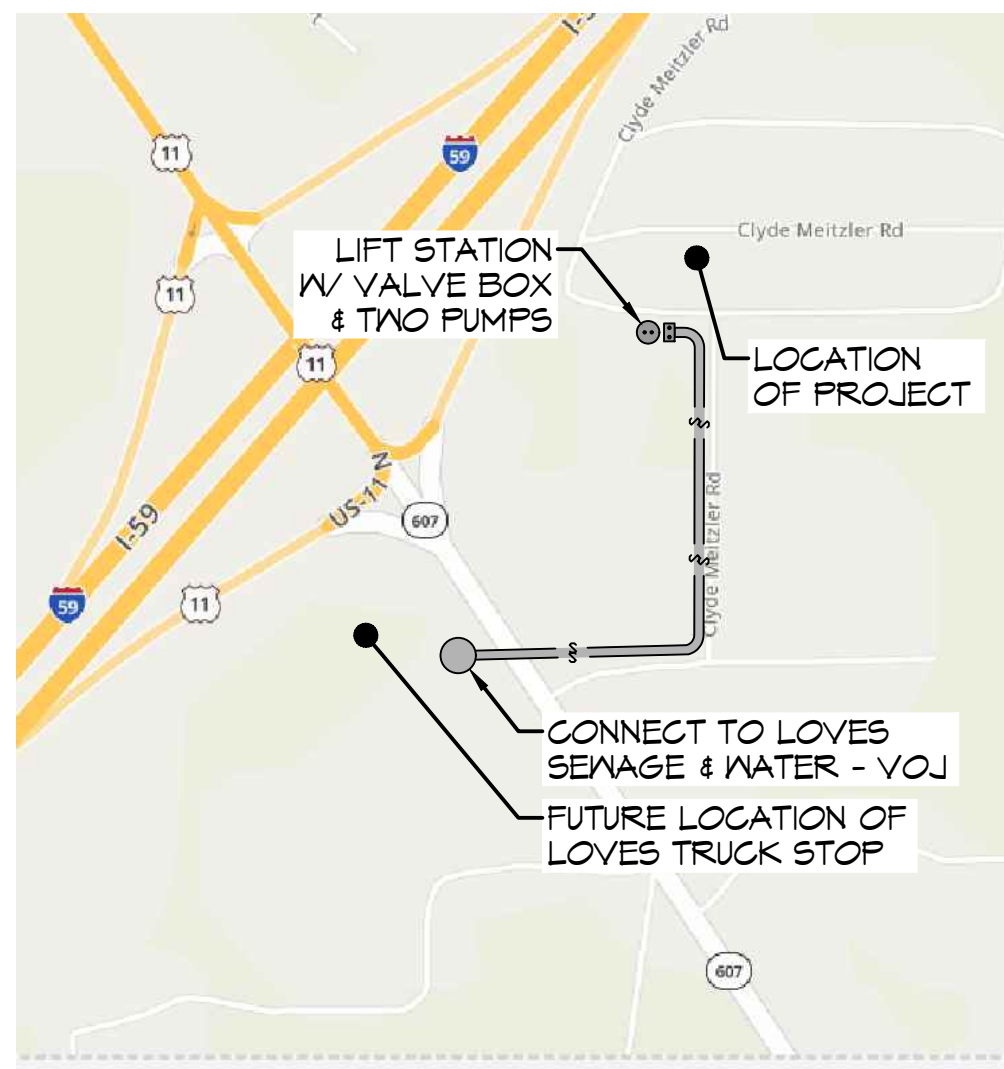 I-59
Clyde Meitzler Rd
11
59
Clyde Meitzler Rd
LIFT STATION
W/ VALVE BOX
& TWO PUMPS
11
11
LOCATION
OF PROJECT
US-11 N
I-59
607
Clyde Meitzler Rd
59
11
CONNECT TO LOVES
SEWAGE & WATER - VOJ
FUTURE LOCATION OF
LOVES TRUCK STOP
607